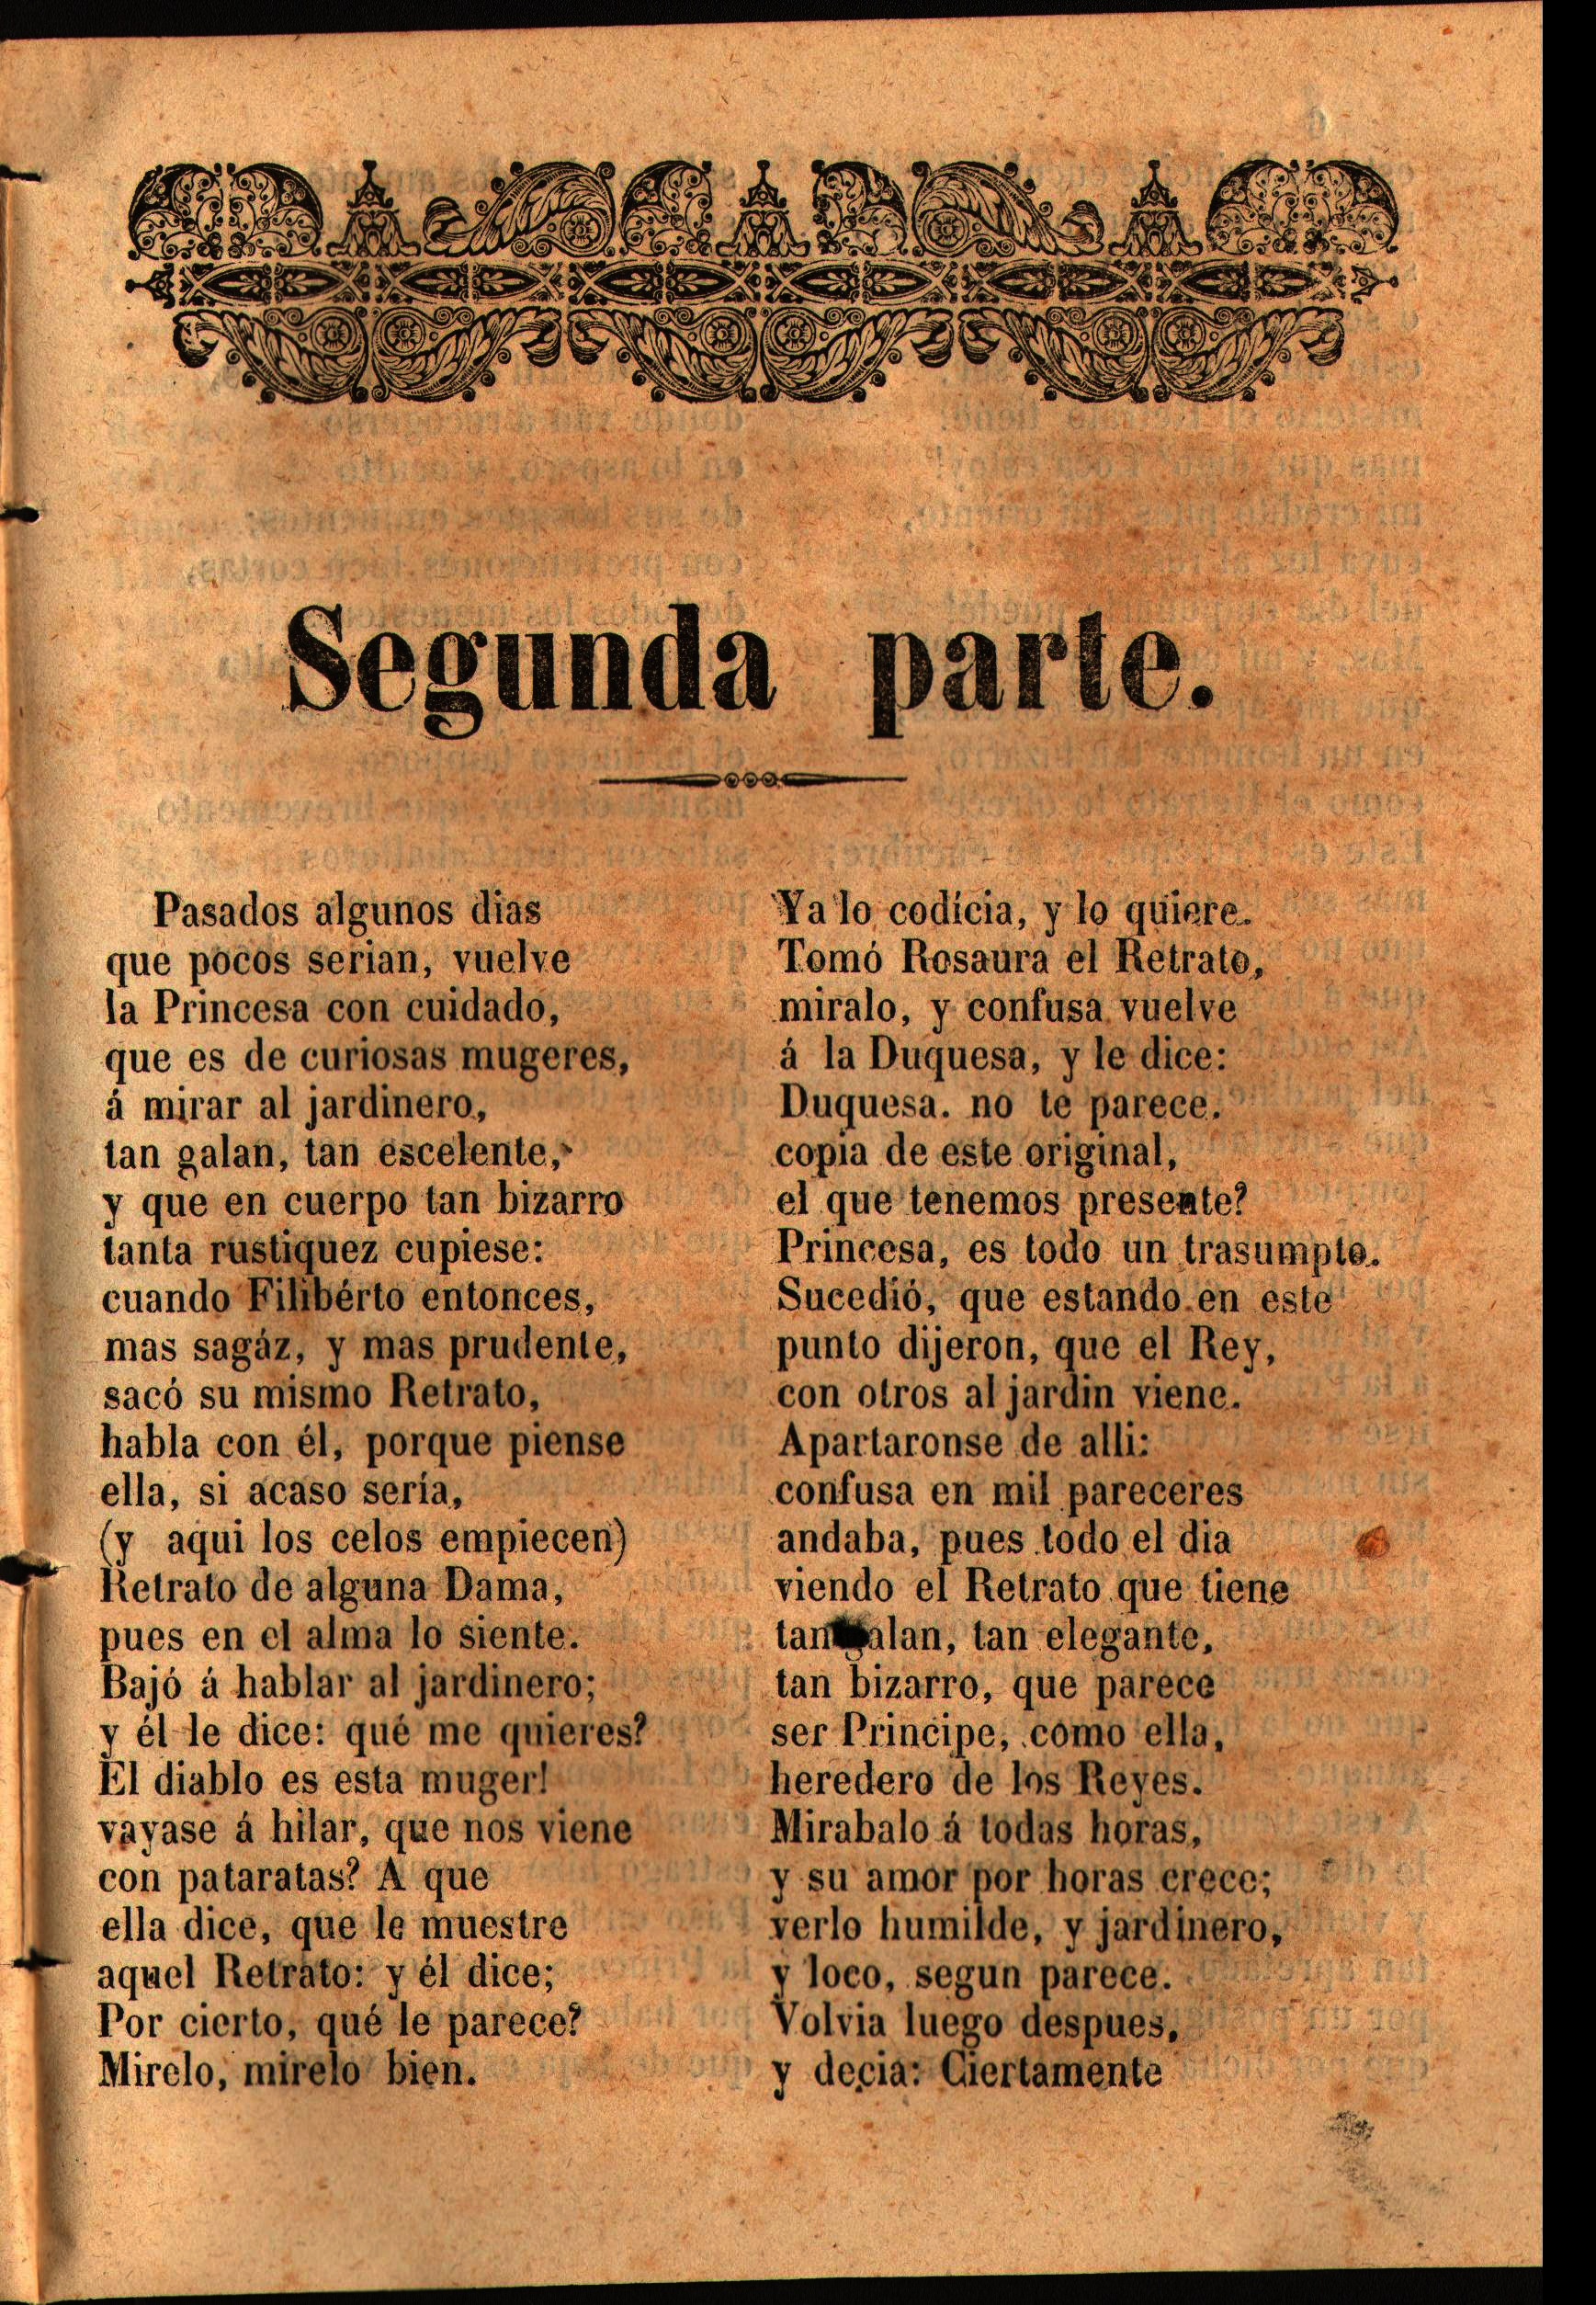 Segunda parte.
Pasados algunos dias
que pocos serian, vuelve
la Princesa con cuidado,
que es de curiosas mugeres,
á mirar al jardinero,
tan galan, tan escelente,
y que en cuerpo tan bizarro
tanta rustiquez cupiese:
cuando Filibérto entonces,
mas sagáz, y mas prudente,
sacó su mismo Retrato,
habla con él, porque piense
ella, si acaso sería,
(y aqui los celos empiecen)
Retrato de alguna Dama,
pues en el alma lo siente.
Bajó á hablar al jardinero;
y él le dice: qué me quieres?
El diablo es esta muger!
vayase á hilar, que nos viene
con pataratas? A que
ella dice, que le muestre
aquel Retrato: y él dice;
Por cierto, qué le parece?
Mirelo, mirelo bien.
Ya lo codicia, y lo quiere.
Tomó Rosaura el Retrato,
miralo, y confusa vuelve
á la Duquesa, y le dice:
Duquesa. no te parece.
copia de este original,
el que tenemos presente?
Princesa, es todo un trasumpto.
Sucedió, que estando en este
punto dijeron, que el Rey,
con otros al jardin viene.
Apartaronse de alli:
confusa en mil pareceres
andaba, pues todo el dia
viendo el Retrato que tiene
tan galan, tan elegante,
tan bizarro, que parece
ser Principe, como ella,
heredero de los Reyes.
Mirabalo á todas horas,
y su amor por horas crece;
verlo humilde, y jardinero,
y loco, segun parece.
Volvia luego despues,
y decia: Ciertamente